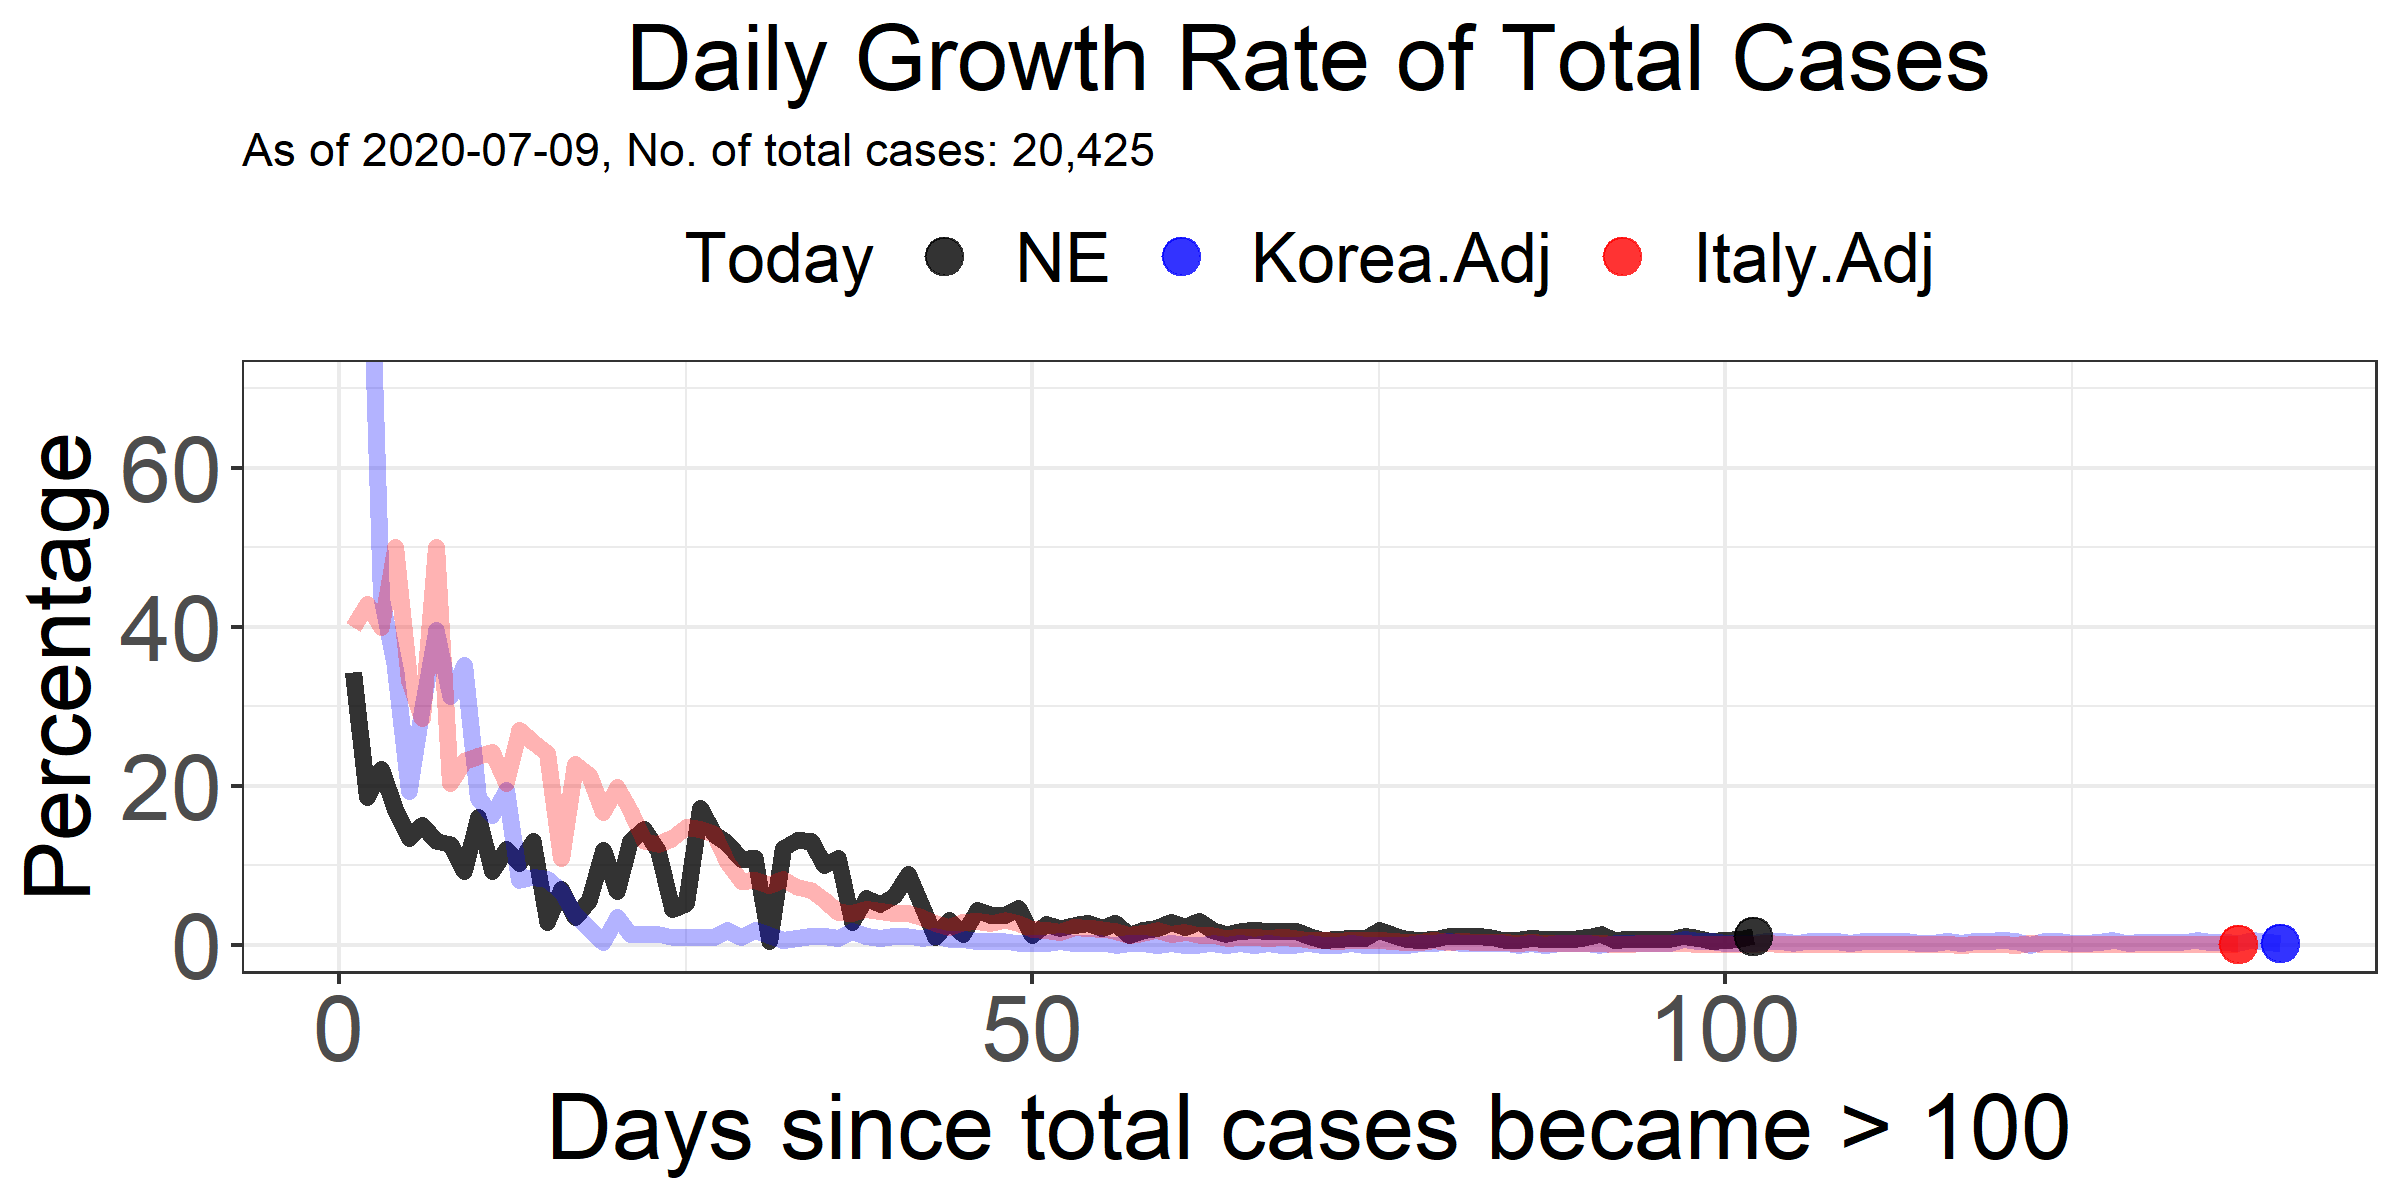 Daily Growth Rate of Total Cases
As of 2020-07-09, No. of total cases: 20,425
Today NE Korea.Adj Italy.Adj
Percentage
60
40
20
0
0 50 100
Days since total cases became > 100